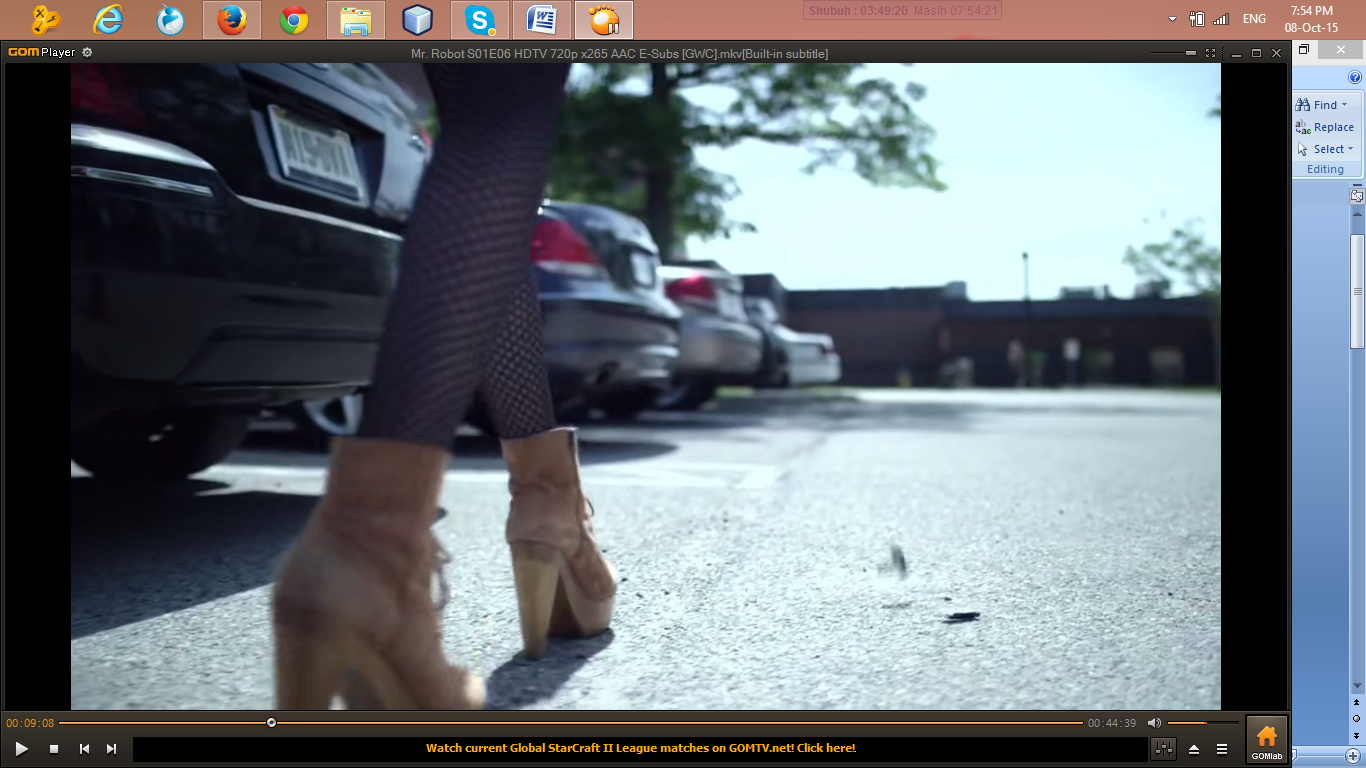 Shubuh : 03:49:20 Masih 07:54:21
ENG
7:54 PM
08-Oct-15
GOM Player
Mr. Robot S01E06 HDTV 720p x265 AAC E-Subs [GWC].mkv[Built-in subtitle]
Find
Replace
Select
Editing
00:09:08
00:44:39
Watch current Global StarCraft II League matches on GOMTV.net! Click here!
GOMlab